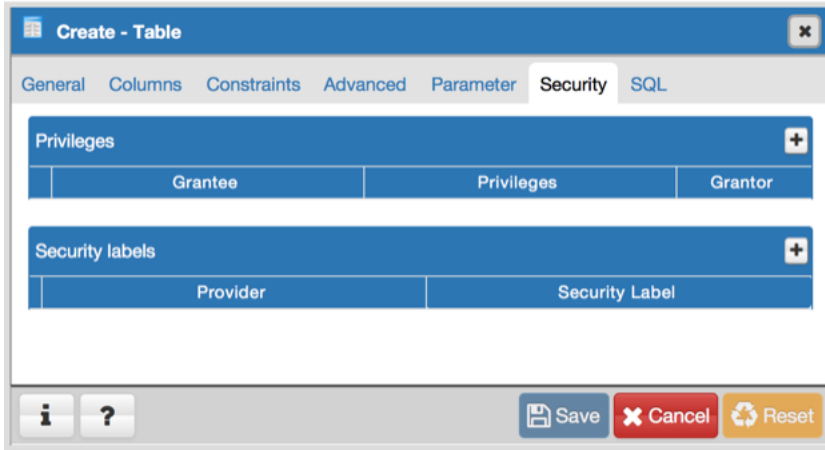 Create - Table
General Columns Constraints Advanced Parameter Security SQL
Privileges
Grantee Privileges Grantor
Security labels
Provider Security Label
i ? Save Cancel Reset